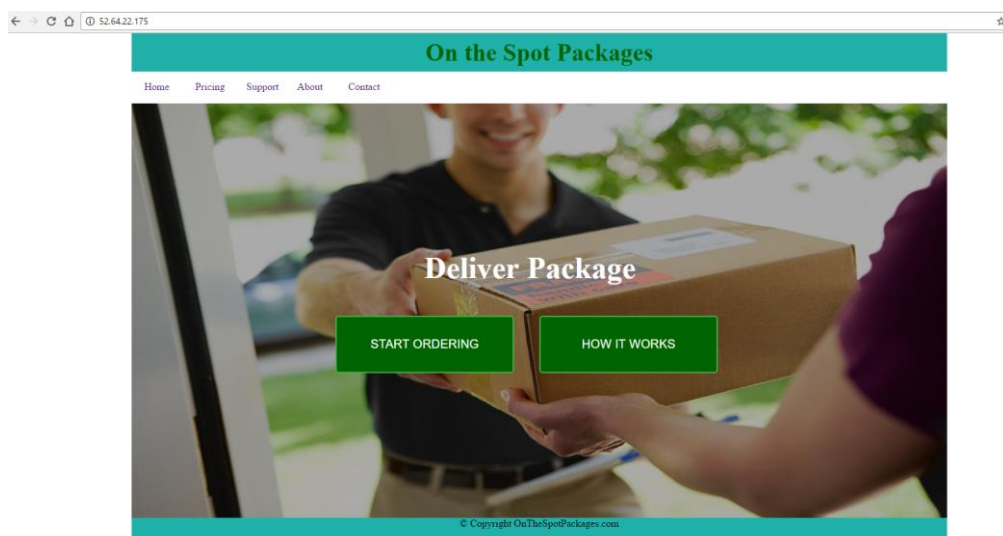 52.64.22.175
On the Spot Packages
Home Pricing Support About Contact
Deliver Package
START ORDERING HOW IT WORKS
© Copyright OnTheSpotPackages.com